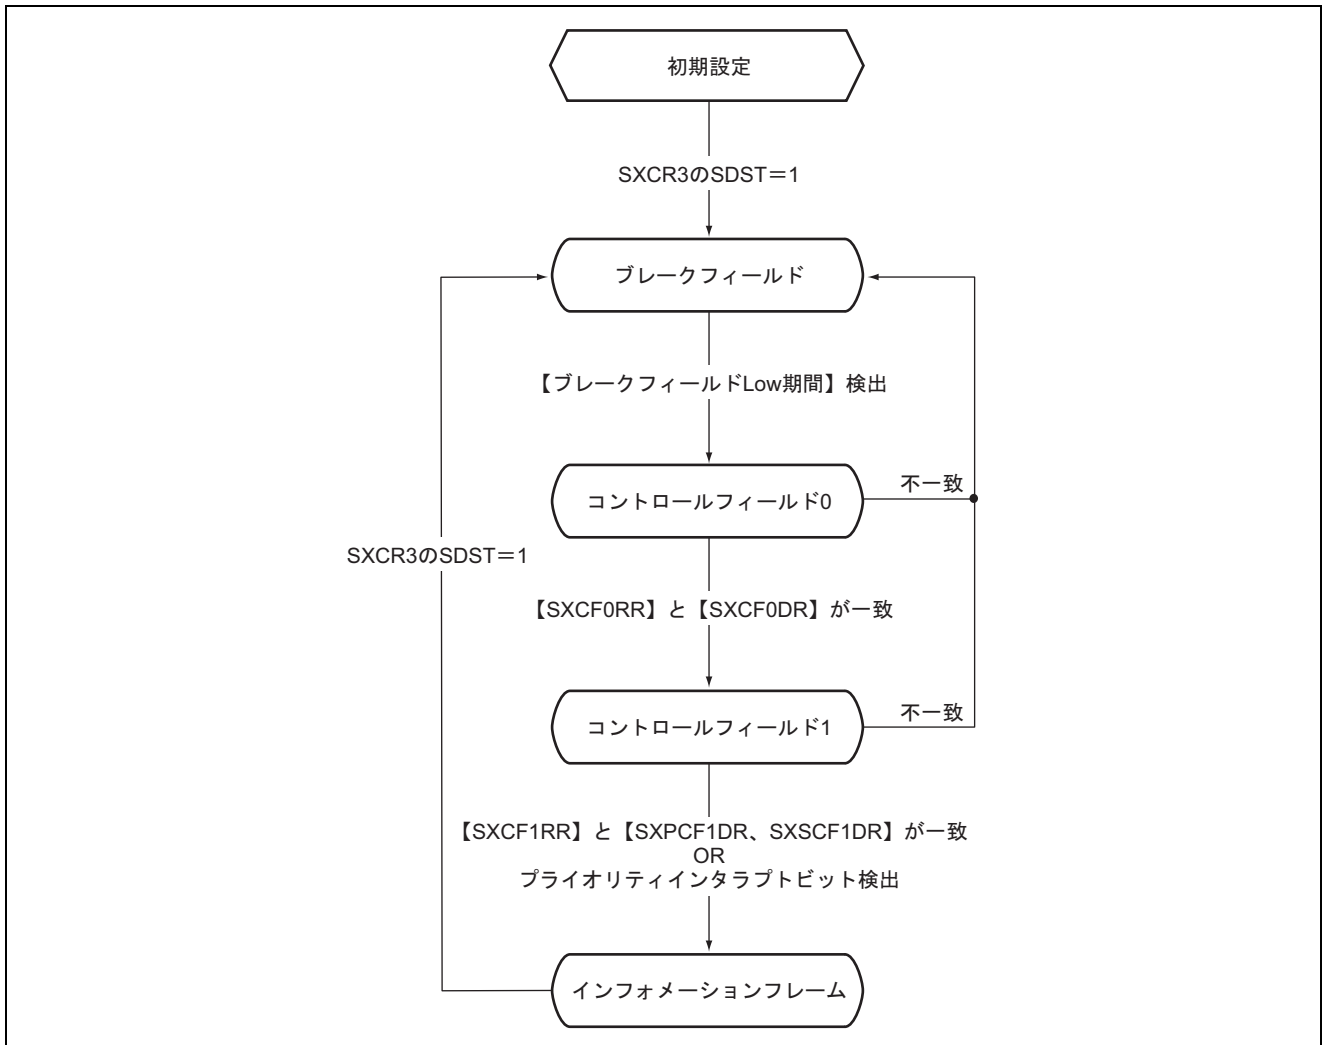 初期設定
SXCR3のSDST＝1
ブレークフィールド
【ブレークフィールドLow期間】検出
コントロールフィールド0
不一致
SXCR3のSDST＝1
【SXCF0RR】と【SXCF0DR】が一致
コントロールフィールド1
不一致
【SXCF1RR】と【SXPCF1DR、SXSCF1DR】が一致
OR
プライオリティインタラプトビット検出
インフォメーションフレーム